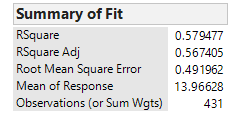 Summary of Fit
RSquare 0.579477
RSquare Adj 0.567405
Root Mean Square Error 0.491962
Mean of Response 13.96628
Observations (or Sum Wgts) 431